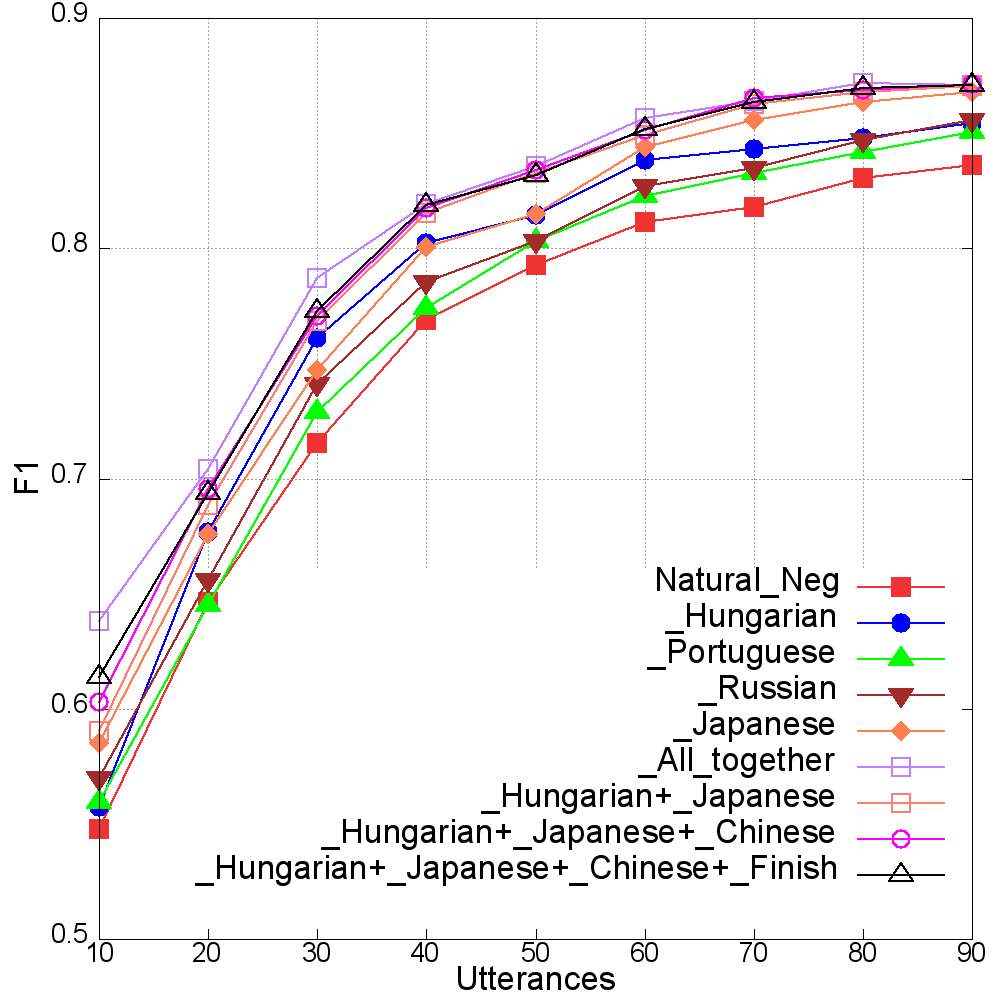 0.9
0.8
0.7
0.6
0.5
F1
Natural_Neg
_Hungarian
_Portuguese
_Russian
_Japanese
_All_together
_Hungarian+_Japanese
_Hungarian+_Japanese+_Chinese
_Hungarian+_Japanese+_Chinese+_Finish
10 20 30 40 50 60 70 80 90
Utterances